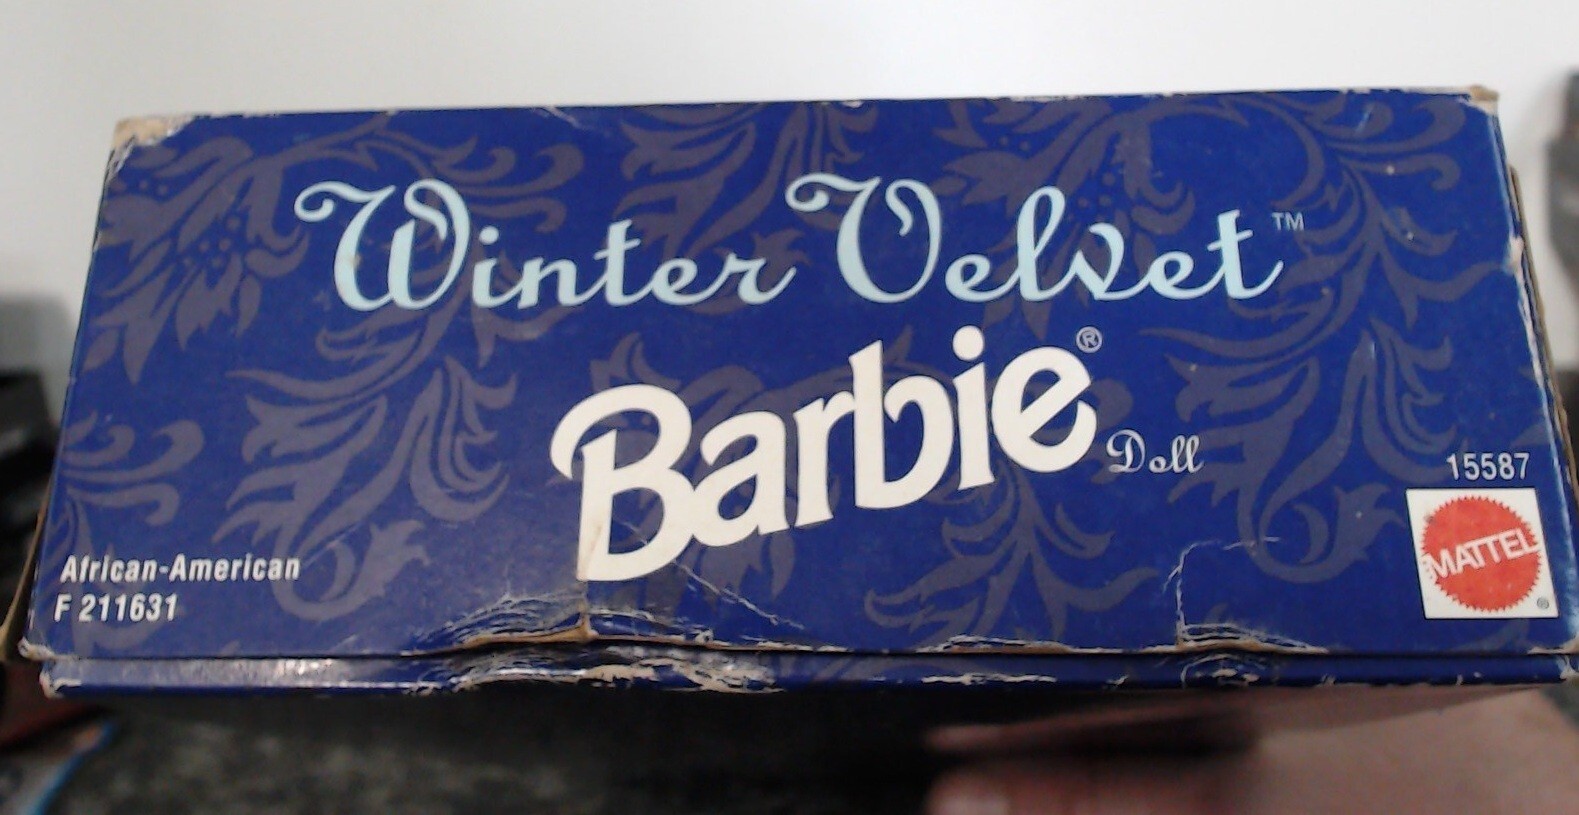 Winter Velvet™
Barbie®
Doll
15587
MATTEL
®
African-American
F 211631